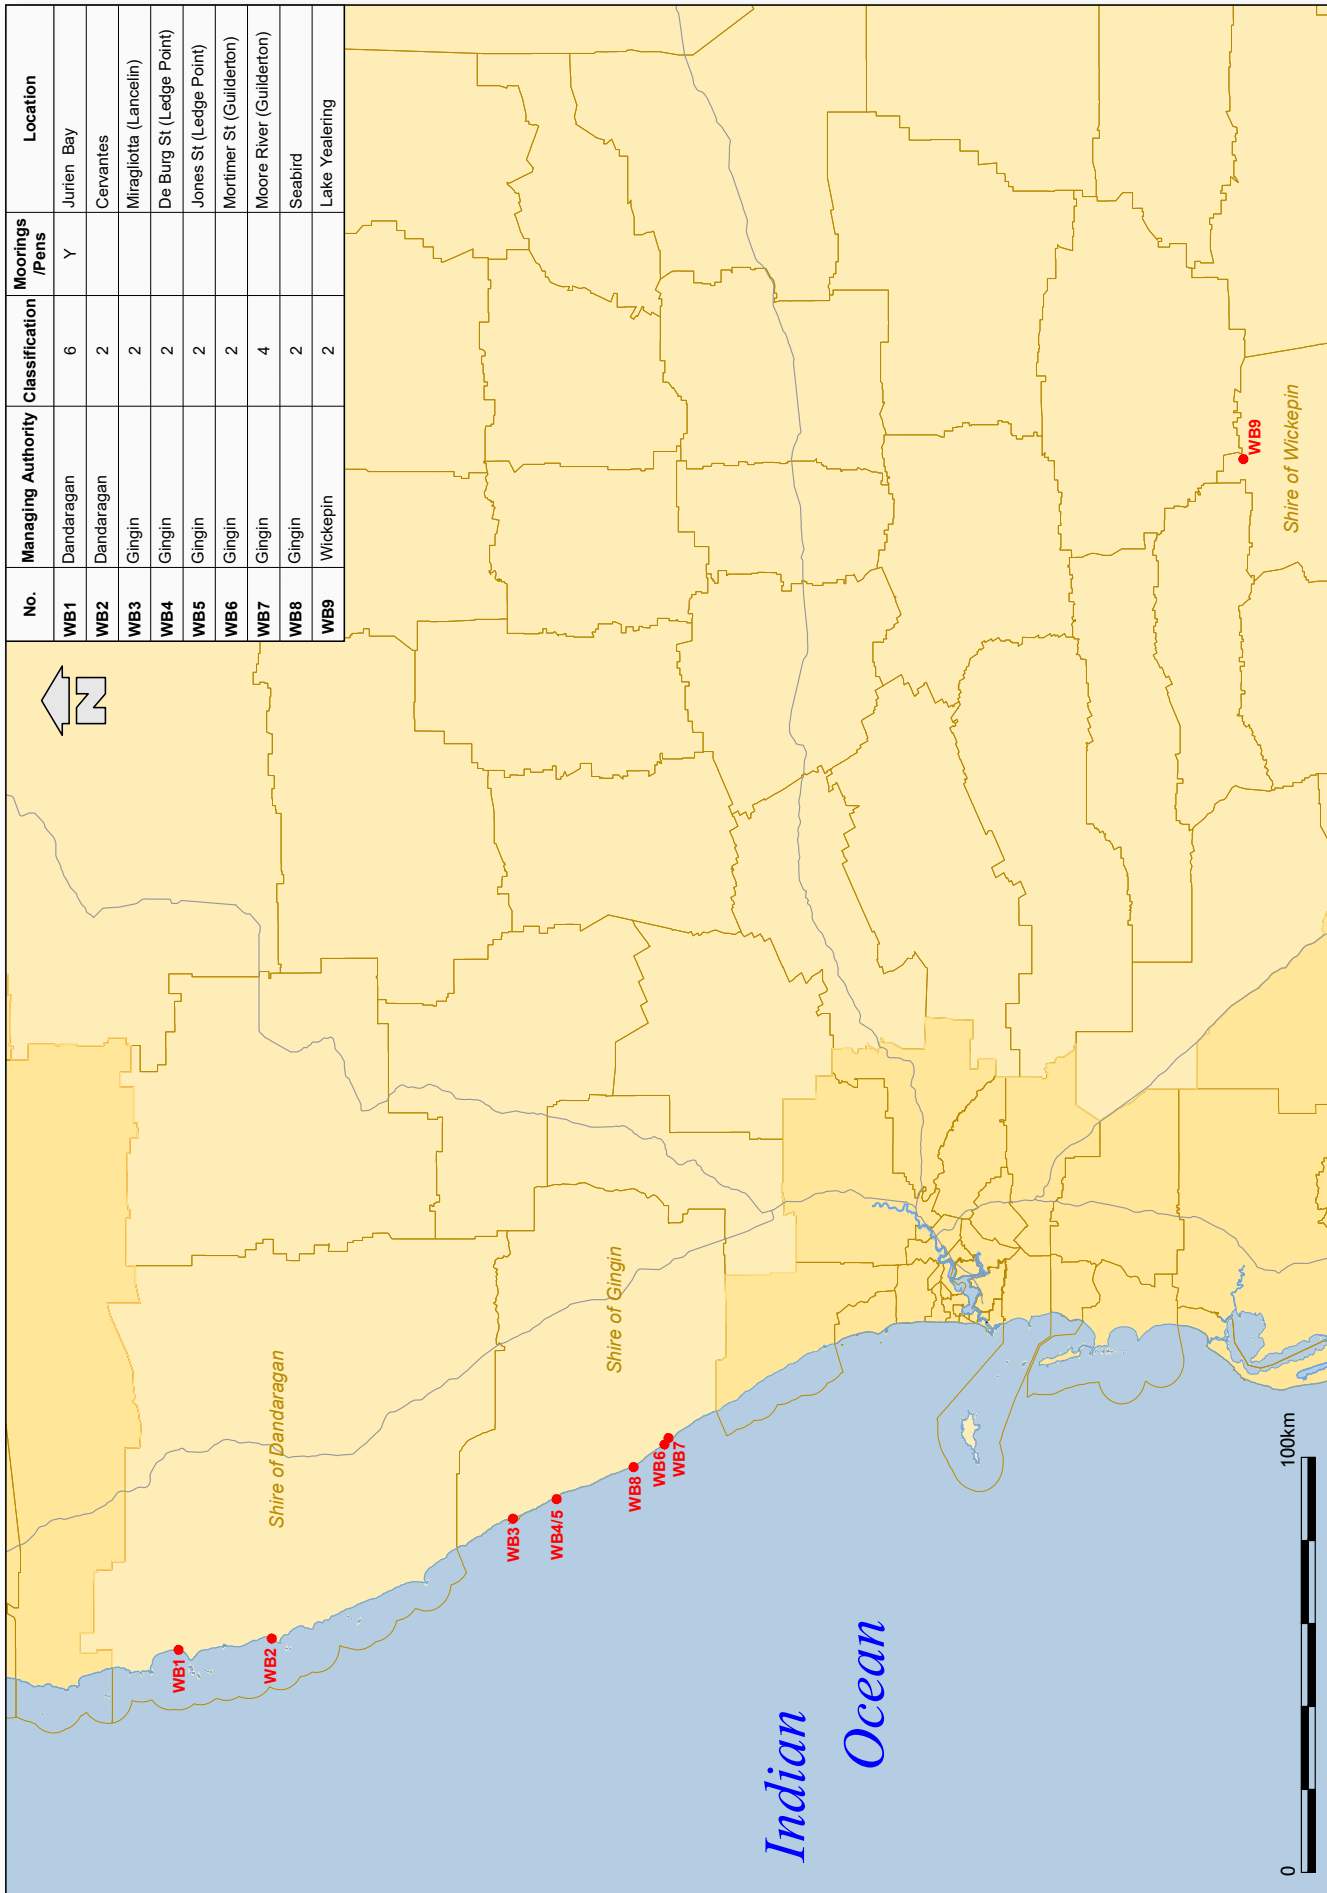 No. Managing Authority Classification Moorings /Pens Location
WB1 Dandaragan 6 Y Jurien Bay
WB2 Dandaragan 2 Cervantes
WB3 Gingin 2 Miragliotta (Lancelin)
WB4 Gingin 2 De Burg St (Ledge Point)
WB5 Gingin 2 Jones St (Ledge Point)
WB6 Gingin 2 Mortimer St (Guilderton)
WB7 Gingin 4 Moore River (Guilderton)
WB8 Gingin 2 Seabird
WB9 Wickepin 2 Lake Yealering
N
WB1
WB2
Shire of Dandaragan
WB3
WB4/5
Shire of Gingin
WB8
WB6
WB7
Indian
Ocean
WB9
Shire of Wickepin
0 100km